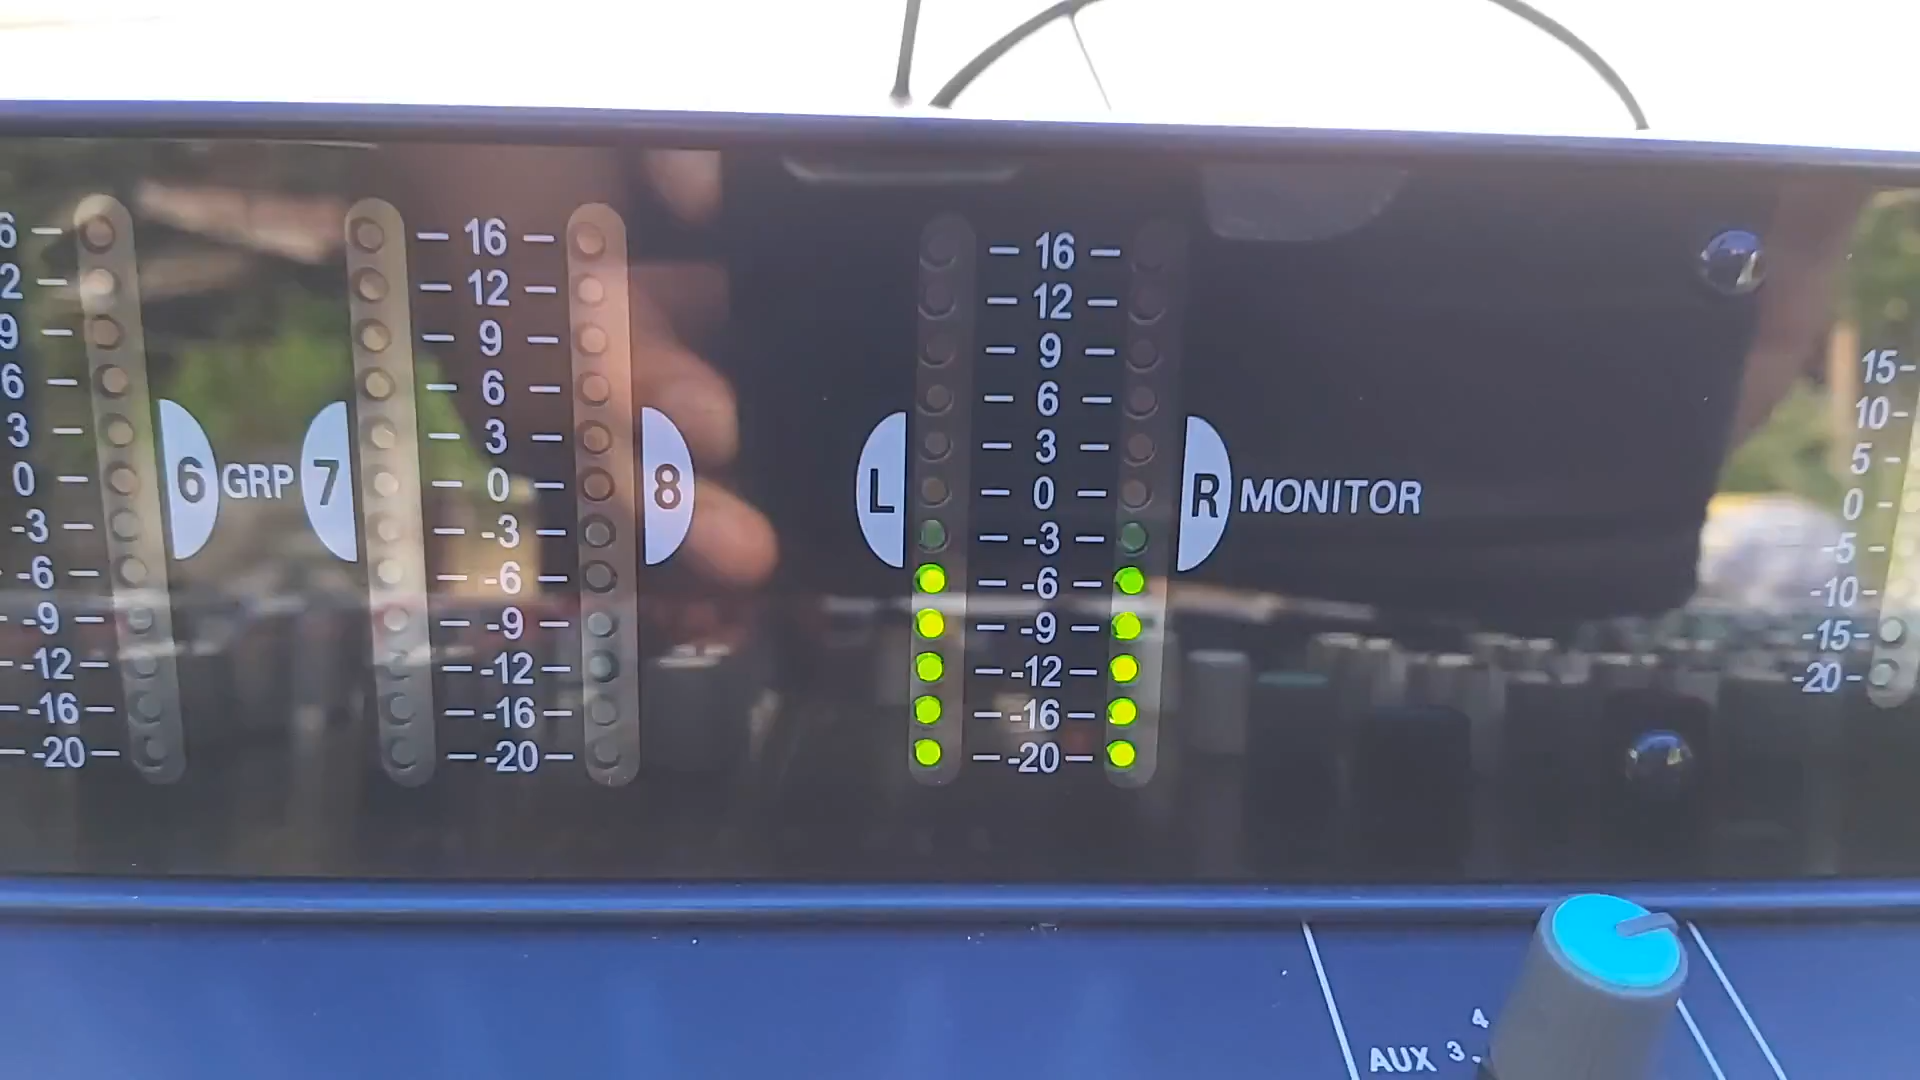 6 16 16
2 12 12
9 9 9
6 6 6 15
3 3 3 10
0 0 0 5
6 GRP 7 8 L R MONITOR
-3 -3 -3 0
-6 -6 -6 -5
-9 -9 -9 -10
-12 -12 -12 -15
-16 -16 -16 -20
-20 -20 -20
4
AUX 3